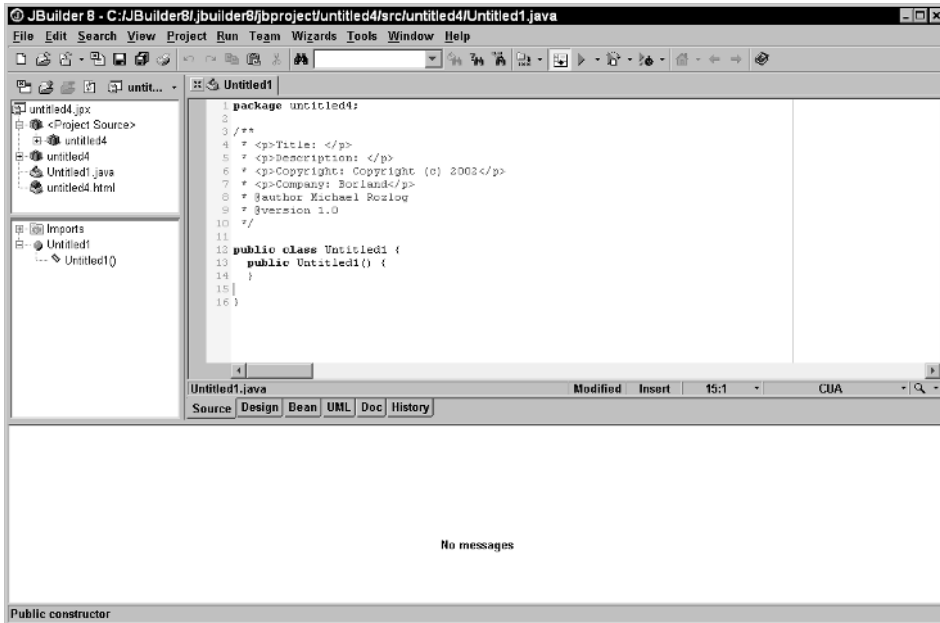 JBuilder 8 - C:/JBuilder8/.jbuilder8/jbproject/untitled4/src/untitled4/Untitled1.java
File Edit Search View Project Run Team Wizards Tools Window Help
untit...
Untitled1
untitled4.jpx
<Project Source>
untitled4
untitled4
Untitled1.java
untitled4.html
Imports
Untitled1
Untitled1()
1 package untitled4;
2
3 /**
4 * <p>Title: </p>
5 * <p>Description: </p>
6 * <p>Copyright: Copyright (c) 2002</p>
7 * <p>Company: Borland</p>
8 * @author Michael Rozlog
9 * @version 1.0
10 */
11
12 public class Untitled1 {
13 public Untitled1() {
14 }
15
16 }
Untitled1.java Modified Insert 15:1 CUA
Source Design Bean UML Doc History
No messages
Public constructor